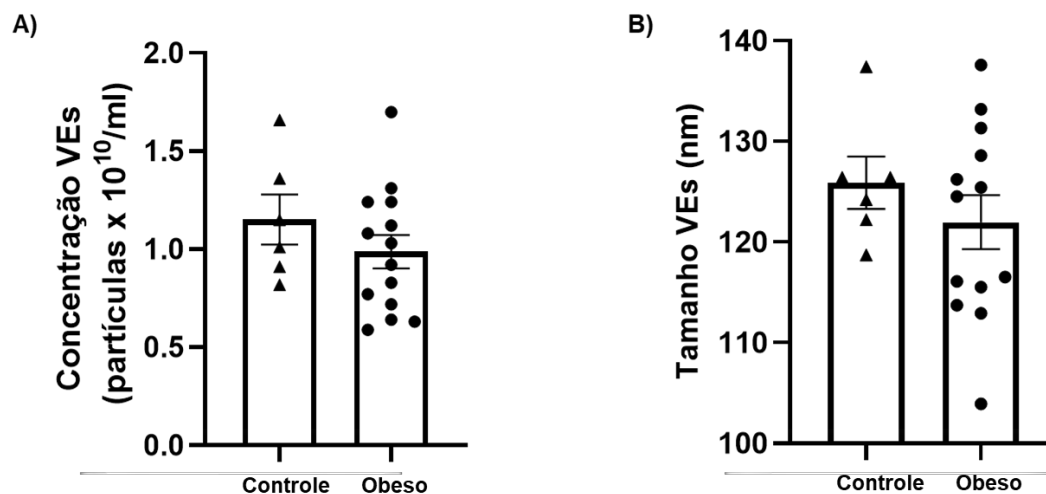 A)
Concentração VEs
(partículas x 10¹⁰/ml)
2.0
1.5
1.0
0.5
0.0
Controle
Obeso
B)
Tamanho VEs (nm)
140
130
120
110
100
Controle
Obeso